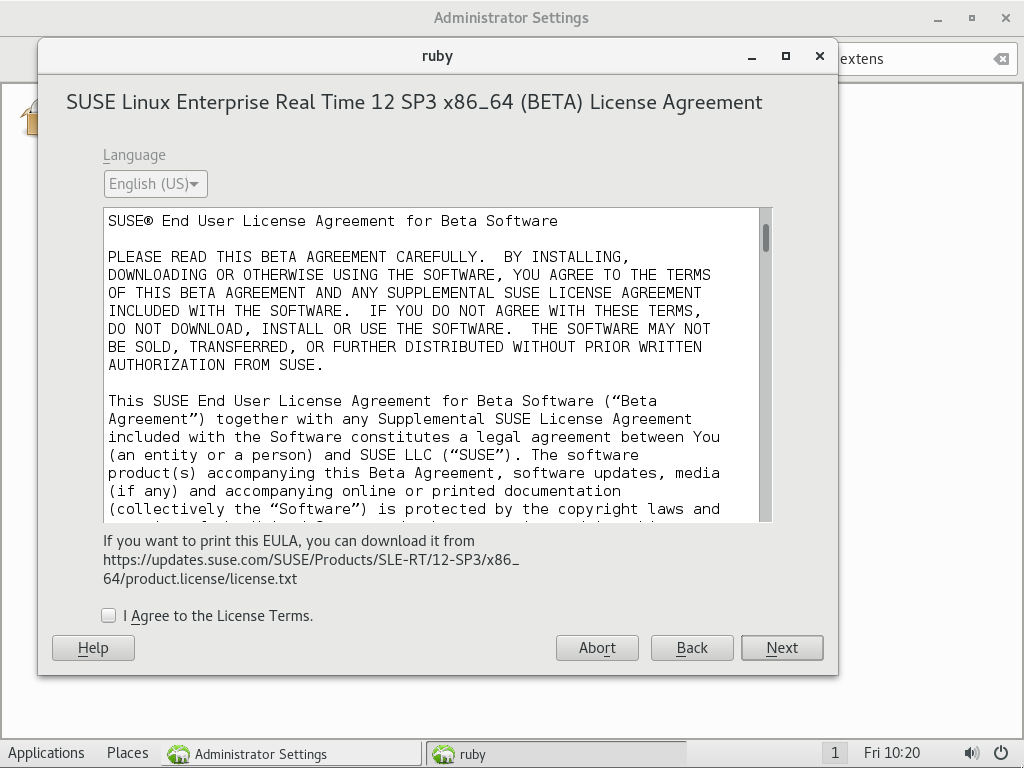 Administrator Settings
ruby
extens
SUSE Linux Enterprise Real Time 12 SP3 x86_64 (BETA) License Agreement
Language
English (US)
SUSE® End User License Agreement for Beta Software
PLEASE READ THIS BETA AGREEMENT CAREFULLY.  BY INSTALLING,
DOWNLOADING OR OTHERWISE USING THE SOFTWARE, YOU AGREE TO THE TERMS
OF THIS BETA AGREEMENT AND ANY SUPPLEMENTAL SUSE LICENSE AGREEMENT
INCLUDED WITH THE SOFTWARE.  IF YOU DO NOT AGREE WITH THESE TERMS,
DO NOT DOWNLOAD, INSTALL OR USE THE SOFTWARE.  THE SOFTWARE MAY NOT
BE SOLD, TRANSFERRED, OR FURTHER DISTRIBUTED WITHOUT PRIOR WRITTEN
AUTHORIZATION FROM SUSE.
This SUSE End User License Agreement for Beta Software (“Beta
Agreement”) together with any Supplemental SUSE License Agreement
included with the Software constitutes a legal agreement between You
(an entity or a person) and SUSE LLC (“SUSE”). The software
product(s) accompanying this Beta Agreement, software updates, media
(if any) and accompanying online or printed documentation
(collectively the “Software”) is protected by the copyright laws and
If you want to print this EULA, you can download it from
https://updates.suse.com/SUSE/Products/SLE-RT/12-SP3/x86_
64/product.license/license.txt
I Agree to the License Terms.
Help
Abort
Back
Next
Applications
Places
Administrator Settings
ruby
1
Fri 10:20